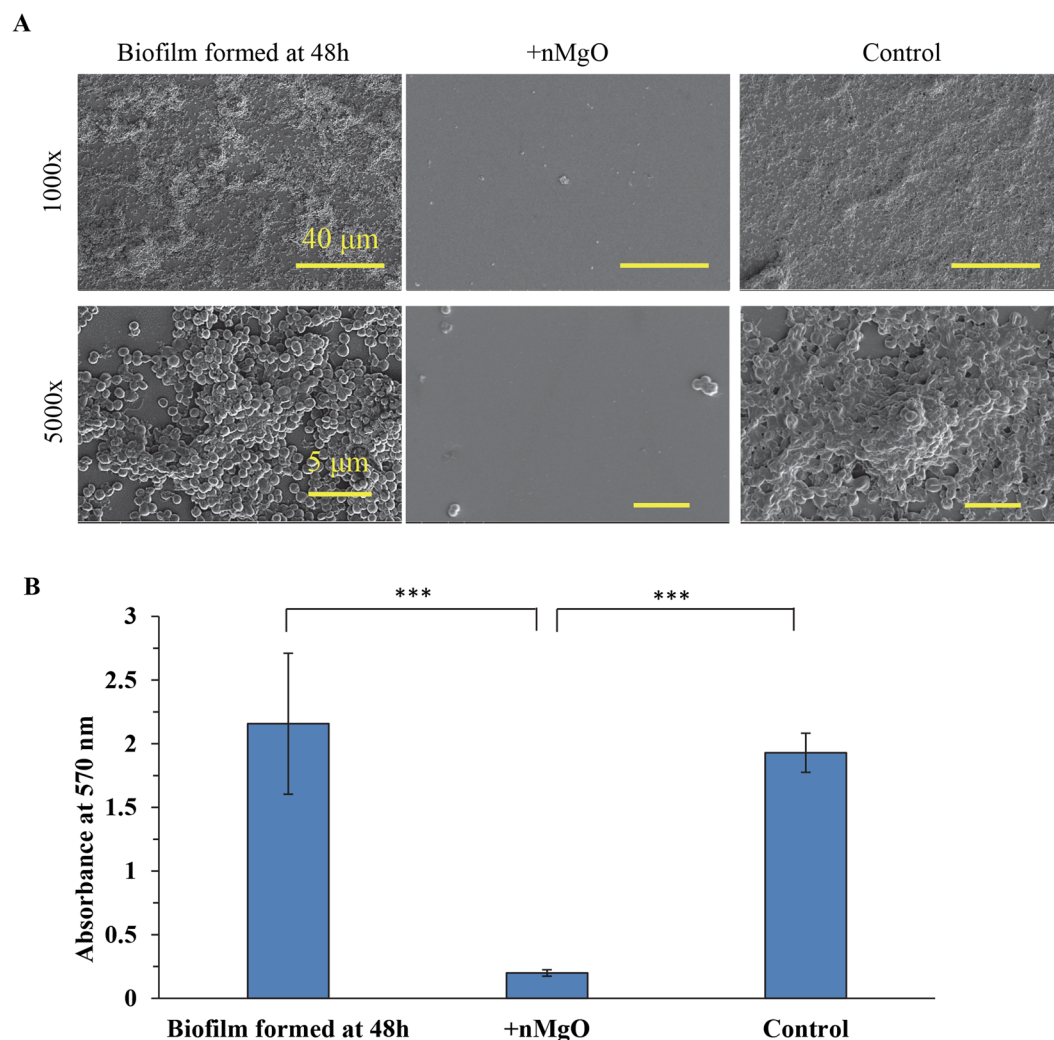 A
Biofilm formed at 48h +nMgO Control
1000x
40 μm
5000x
5 μm
B
*** ***
3
2.5
2
1.5
1
0.5
0
Absorbance at 570 nm
Biofilm formed at 48h +nMgO Control